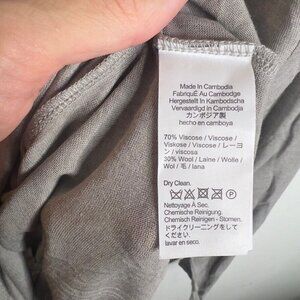 Made In Cambodia
FabriquÉ Au Cambodge
Hergestellt In Kambodscha
Vervaardigd in Cambodja
カンボジア製
hecho en camboya
70% Viscose / Viscose /
Viskose / Viscose / レーヨ
ン / viscosa
30% Wool / Laine / Wolle /
Wol / 毛 / lana
Dry Clean.
P
Nettoyage À Sec.
Chemische Reinigung.
Chemisch Reinigen - Stomen.
ドライクリーニングをして
ください。
lavar en seco.